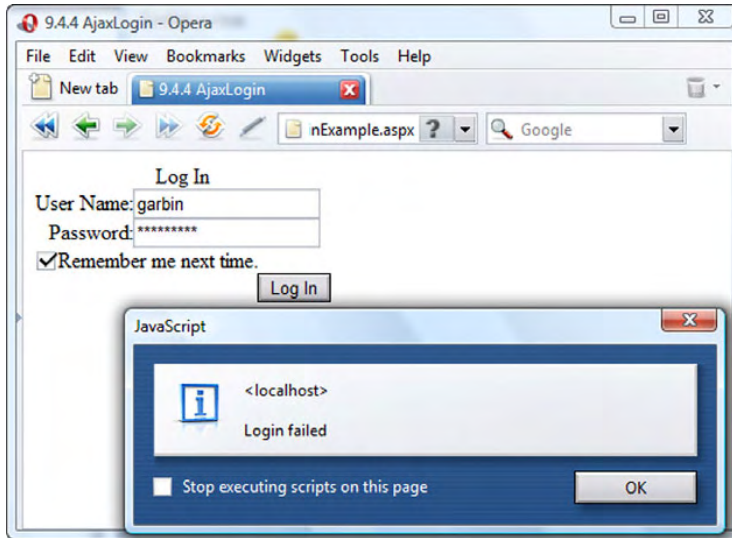 9.4.4 AjaxLogin - Opera
File Edit View Bookmarks Widgets Tools Help
New tab 9.4.4 AjaxLogin
nExample.aspx ? Google
Log In
User Name: garbin
Password: *********
Remember me next time.
Log In
JavaScript
<localhost>
Login failed
Stop executing scripts on this page
OK